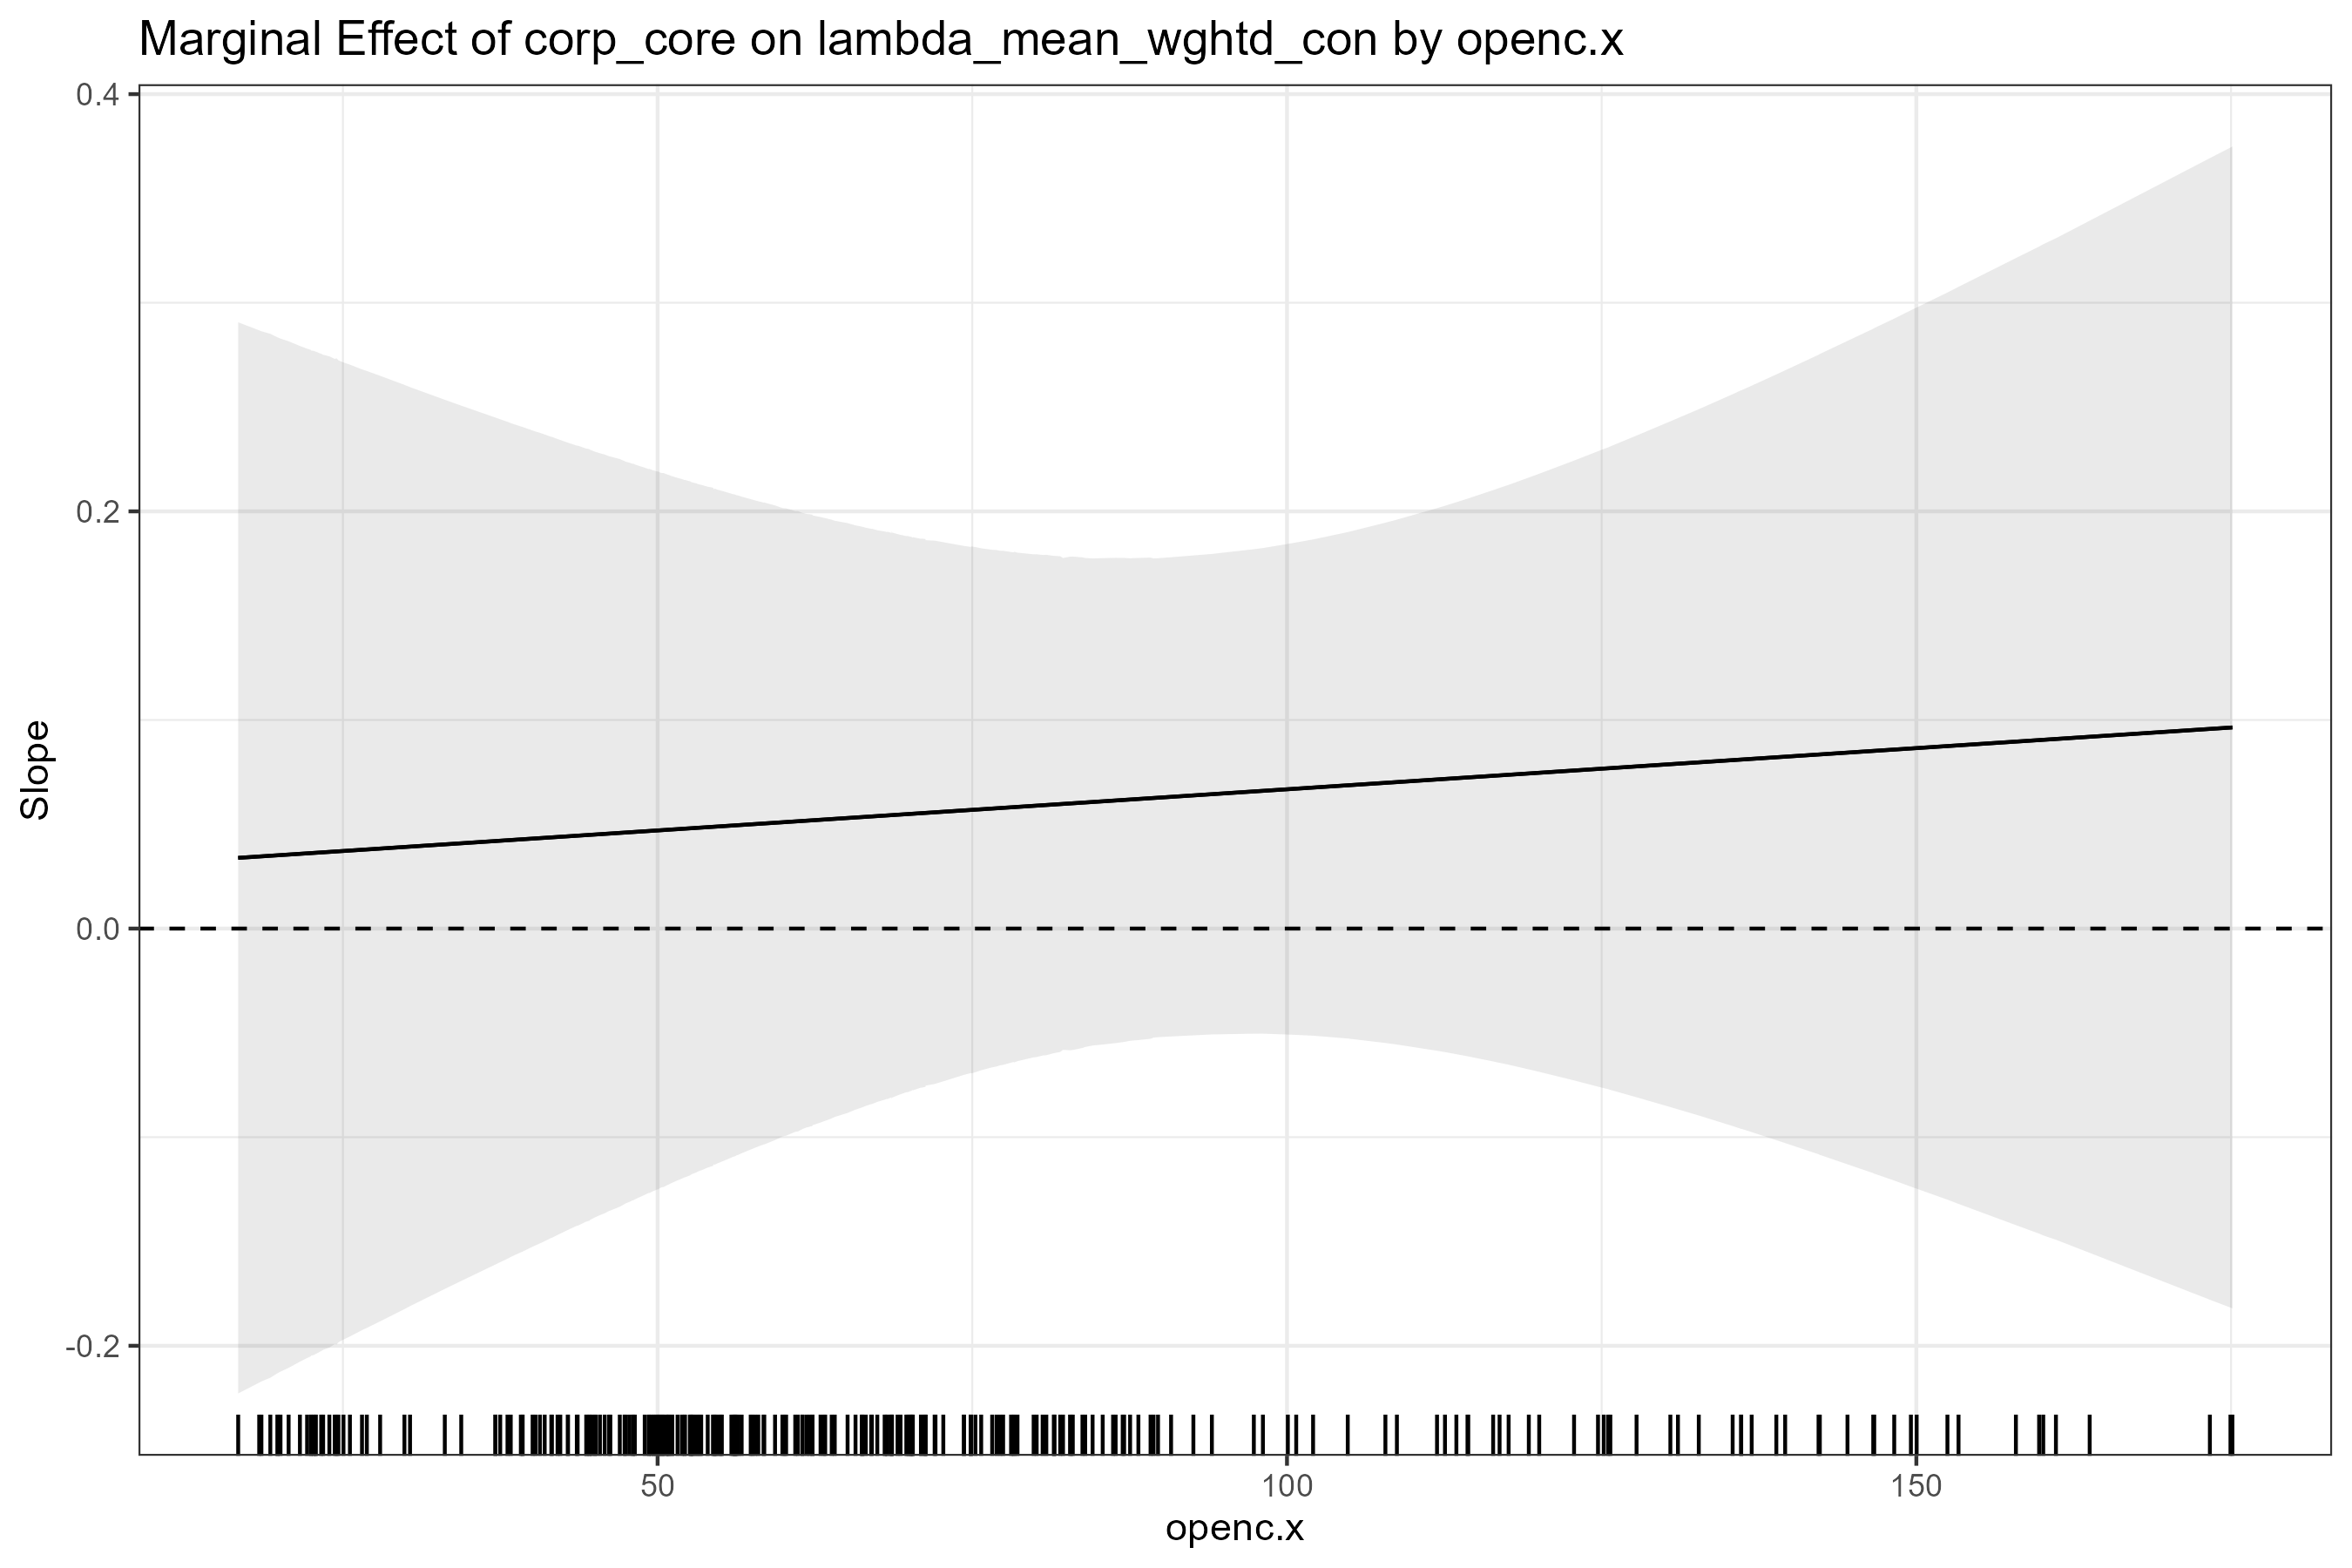 Marginal Effect of corp_core on lambda_mean_wghtd_con by openc.x
0.4
0.2
0.0
-0.2
Slope
50
100
150
openc.x